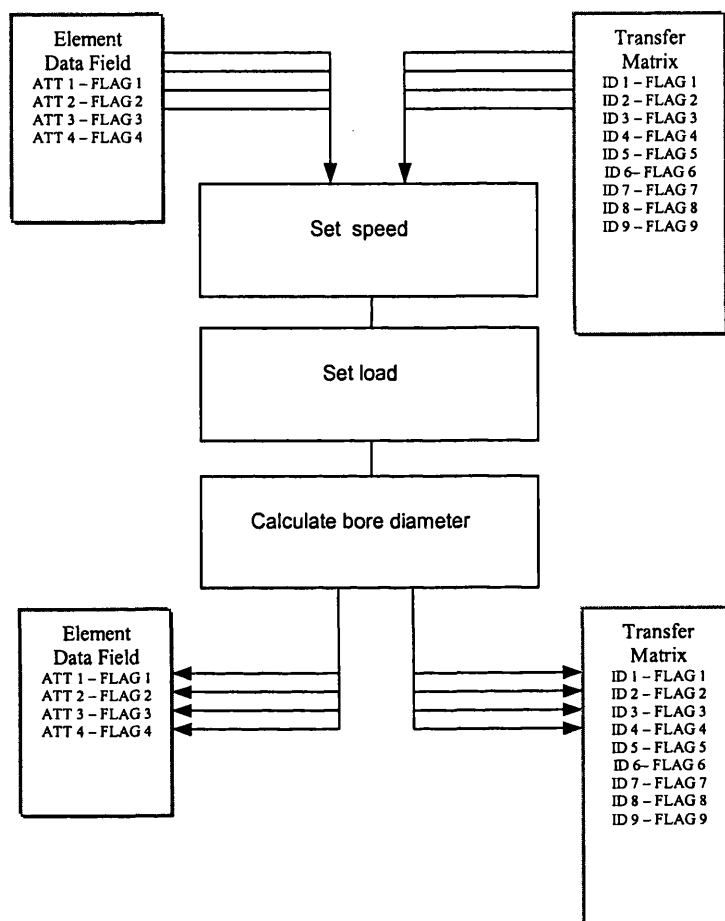 Element
Data Field
ATT 1 – FLAG 1
ATT 2 – FLAG 2
ATT 3 – FLAG 3
ATT 4 – FLAG 4
Transfer
Matrix
ID 1 – FLAG 1
ID 2 – FLAG 2
ID 3 – FLAG 3
ID 4 – FLAG 4
ID 5 – FLAG 5
ID 6– FLAG 6
ID 7 – FLAG 7
ID 8 – FLAG 8
ID 9 – FLAG 9
Set speed
Set load
Calculate bore diameter
Element
Data Field
ATT 1 – FLAG 1
ATT 2 – FLAG 2
ATT 3 – FLAG 3
ATT 4 – FLAG 4
Transfer
Matrix
ID 1 – FLAG 1
ID 2 – FLAG 2
ID 3 – FLAG 3
ID 4 – FLAG 4
ID 5 – FLAG 5
ID 6– FLAG 6
ID 7 – FLAG 7
ID 8 – FLAG 8
ID 9 – FLAG 9